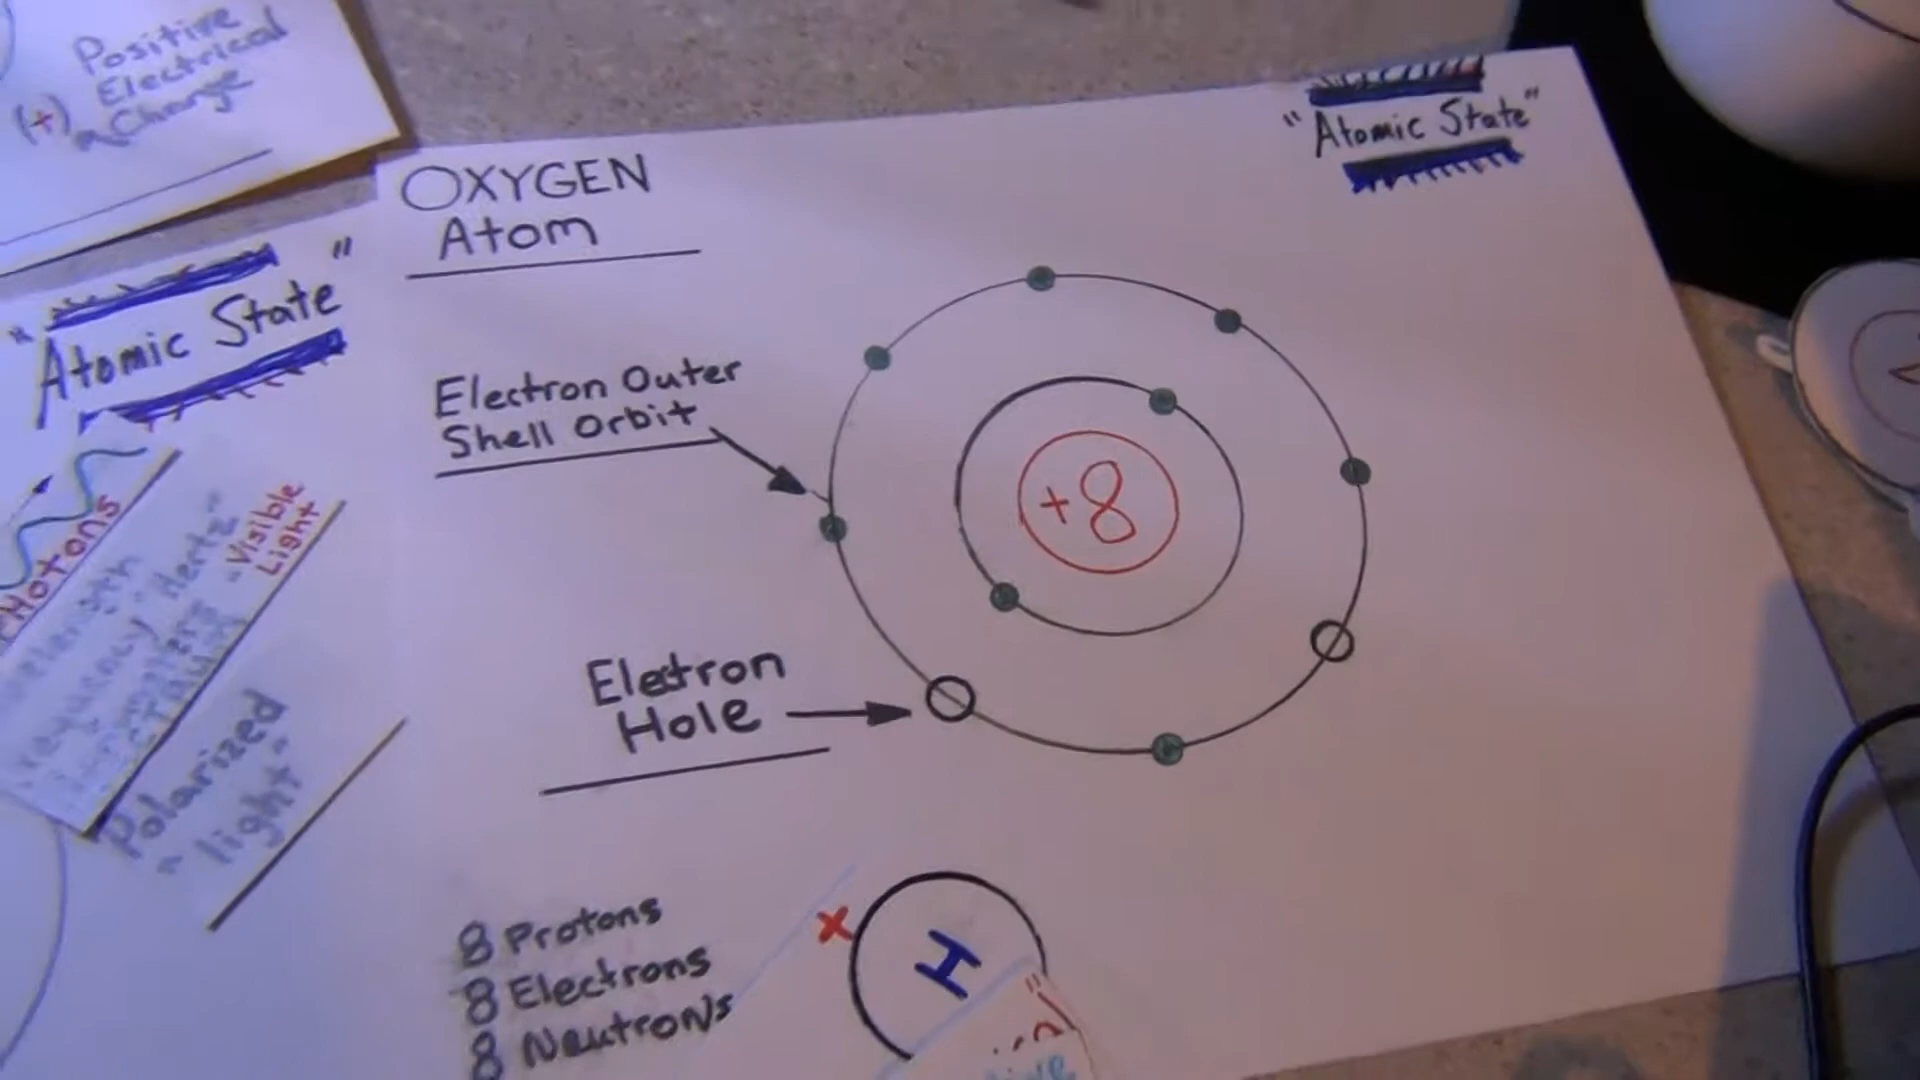 Positive
Electrical
(+) Charge
OXYGEN
Atom
"Atomic State"
"Atomic State"
Electron Outer
Shell Orbit
+8
Electron
Hole
PHOTONS
"Hertz"
"Visible
Light
Polarized
"light"
8 Protons
8 Electrons
8 Neutrons
x
H